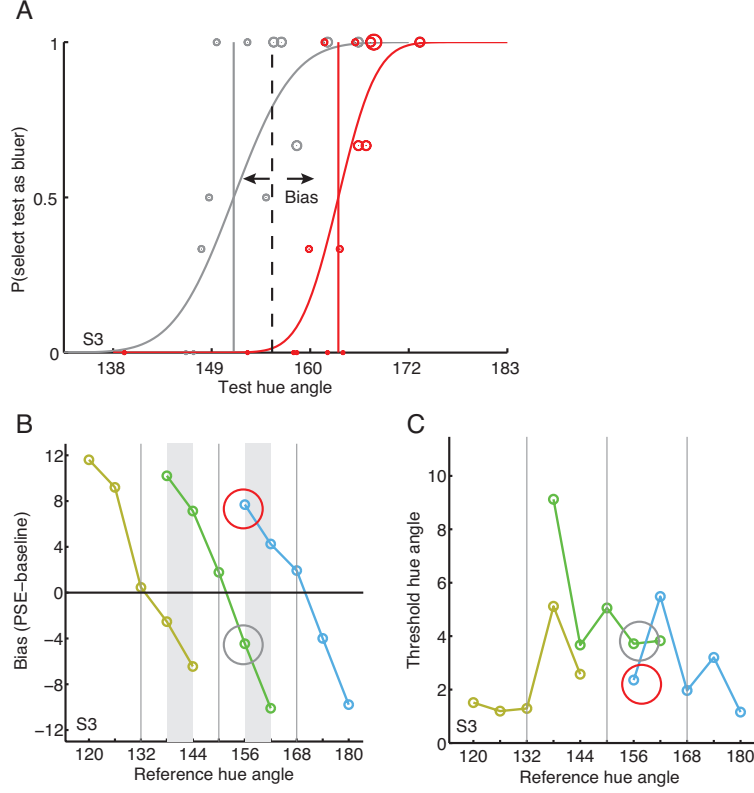 A
P(select test as bluer)
1
0.5
0
Bias
S3
138 149 160 172 183
Test hue angle
B
Bias (PSE−baseline)
12
8
4
0
−4
−8
−12
S3
120 132 144 156 168 180
Reference hue angle
C
Threshold hue angle
10
8
6
4
2
0
S3
120 132 144 156 168 180
Reference hue angle